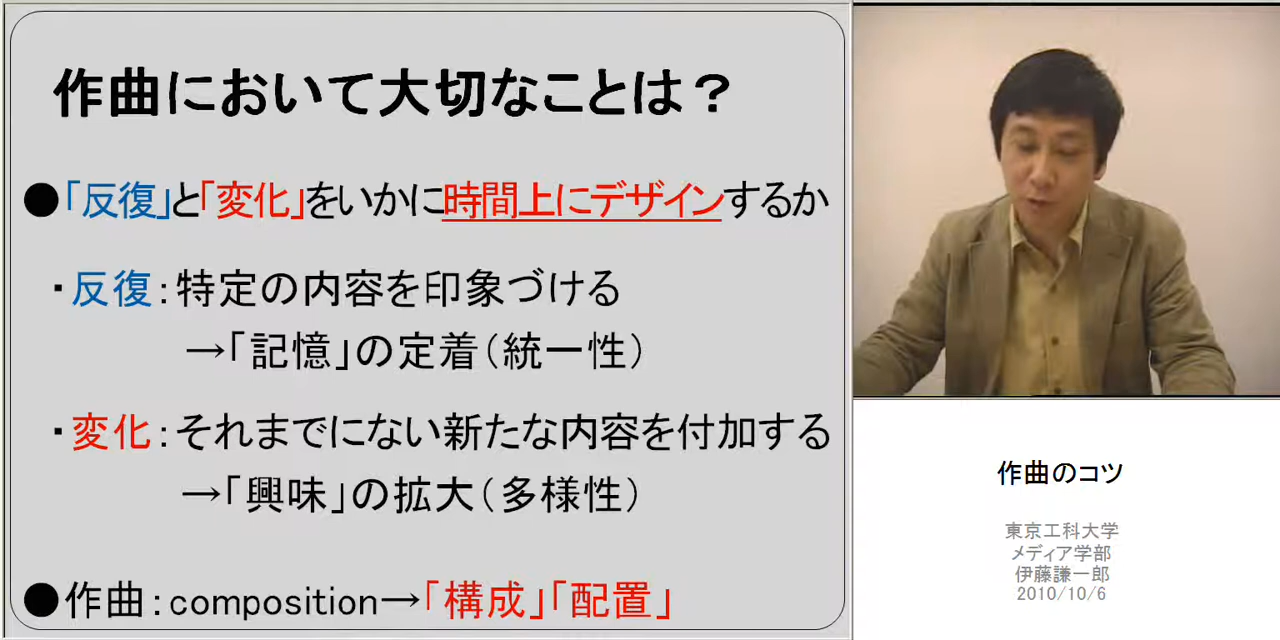 作曲において大切なことは？
●「反復」と「変化」をいかに時間上にデザインするか
・反復：特定の内容を印象づける
→「記憶」の定着（統一性）
・変化：それまでにない新たな内容を付加する
→「興味」の拡大（多様性）
●作曲：composition→「構成」「配置」
作曲のコツ
東京工科大学
メディア学部
伊藤謙一郎
2010/10/6